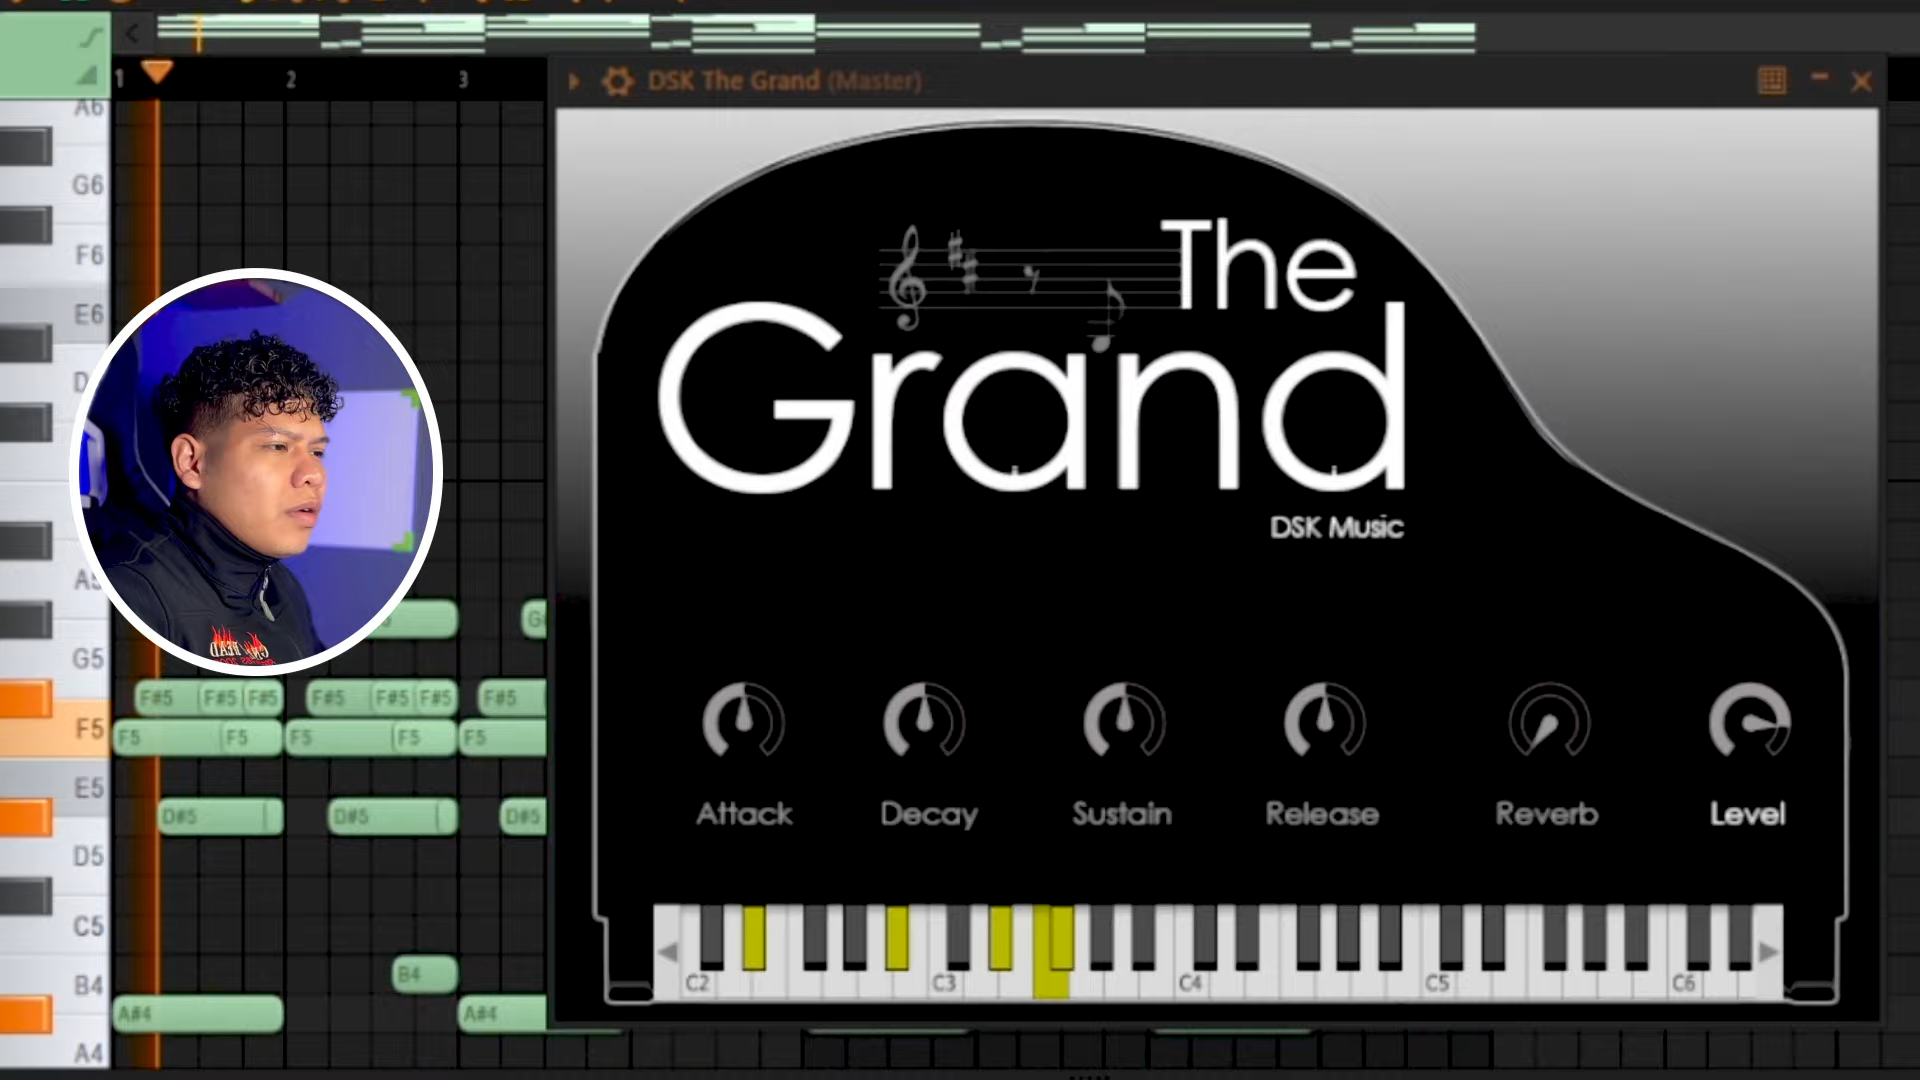 1 2 3
DSK The Grand (Master)
A6
G6
F6
E6
D
A5
G5
F5
E5
D5
C5
B4
A4
F#5 F#5 F#5 F#5 F#5 F#5 F#5
F5 F5 F5 F5 F5
D#5 D#5 D#5
B4
A#4 A#4
The
Grand
DSK Music
Attack Decay Sustain Release Reverb Level
C2 C3 C4 C5 C6